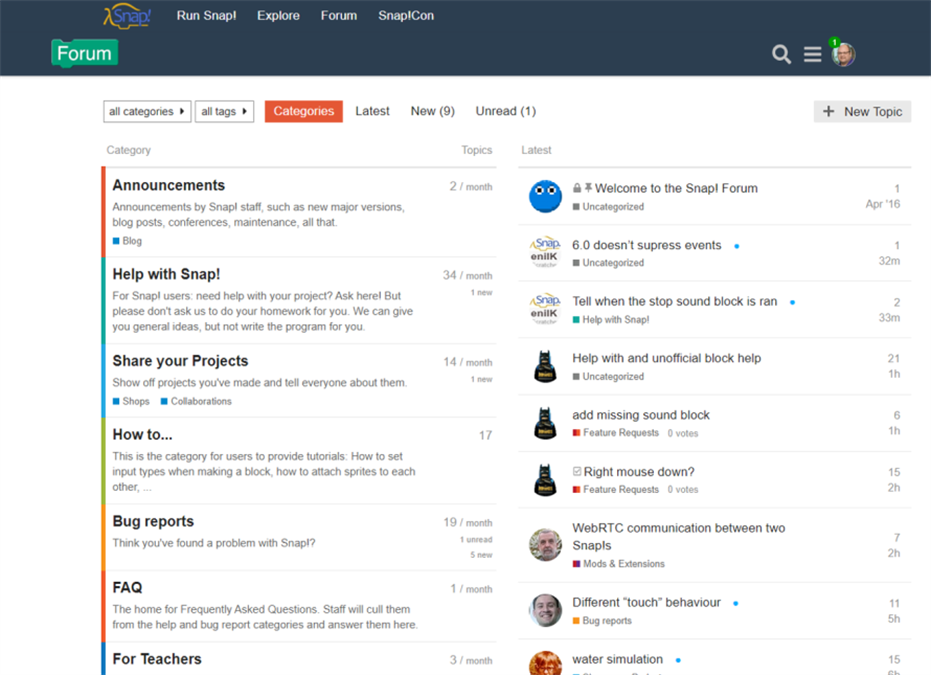 Snap!
Run Snap!
Explore
Forum
Snap!Con
Forum
1
all categories
all tags
Categories
Latest
New (9)
Unread (1)
+ New Topic
Category
Topics
Announcements
2 / month
Announcements by Snap! staff, such as new major versions,
blog posts, conferences, maintenance, all that.
Blog
Help with Snap!
34 / month
1 new
For Snap! users: need help with your project? Ask here! But
please don't ask us to do your homework for you. We can give
you general ideas, but not write the program for you.
Share your Projects
14 / month
1 new
Show off projects you've made and tell everyone about them.
Shops
Collaborations
How to...
17
This is the category for users to provide tutorials: How to set
input types when making a block, how to attach sprites to each
other, ...
Bug reports
19 / month
1 unread
5 new
Think you've found a problem with Snap!?
FAQ
1 / month
The home for Frequently Asked Questions. Staff will cull them
from the help and bug report categories and answer them here.
For Teachers
3 / month
Latest
Welcome to the Snap! Forum
1
Uncategorized
Apr '16
Snap
enilK
6.0 doesn't supress events
1
Uncategorized
32m
Snap
enilK
Tell when the stop sound block is ran
2
Help with Snap!
33m
Help with and unofficial block help
21
Uncategorized
1h
add missing sound block
6
Feature Requests 0 votes
1h
Right mouse down?
15
Feature Requests 0 votes
2h
WebRTC communication between two
Snap!s
7
Mods & Extensions
2h
Different "touch" behaviour
11
Bug reports
5h
water simulation
15